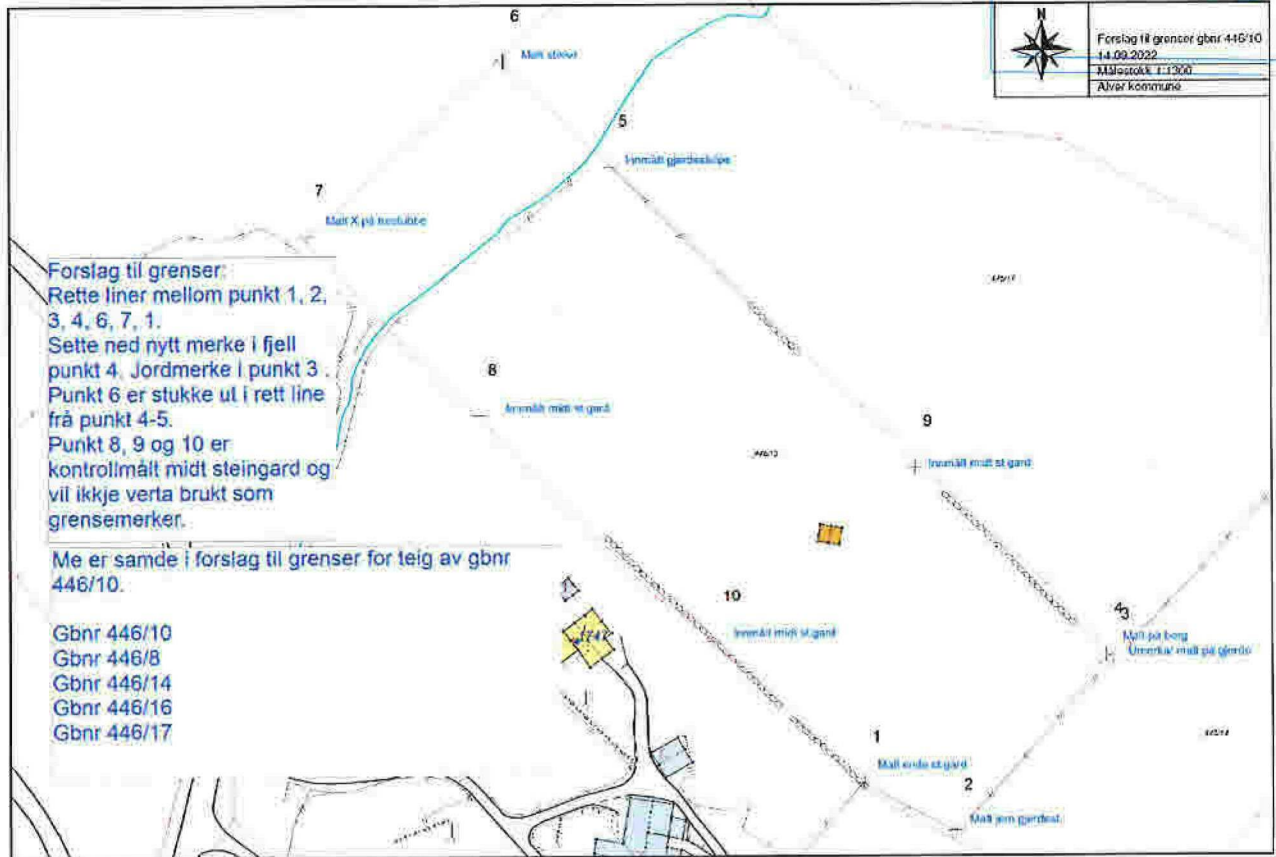 6
N
Forslag til grenser gbnr 446/10
14.09.2022
Målestokk 1:1300
Alver kommune
5
Innmålt gjerdestolpe
7
Målt X på trestubbe
Forslag til grenser:
Rette liner mellom punkt 1, 2,
3, 4, 6, 7, 1.
Sette ned nytt merke i fjell
punkt 4. Jordmerke i punkt 3 .
Punkt 6 er stukke ut i rett line
frå punkt 4-5.
Punkt 8, 9 og 10 er
kontrollmålt midt steingard og
vil ikkje verta brukt som
grensemerker.
8
Innmålt midt st.gard
9
Innmålt midt st.gard
Me er samde i forslag til grenser for teig av gbnr
446/10.
Gbnr 446/10
Gbnr 446/8
Gbnr 446/14
Gbnr 446/16
Gbnr 446/17
10
Innmålt midt st.gard
4
3
Målt på berg
Umerka/ målt på gjerde
1
Målt ende st.gard
2
Målt jern gjerdest.